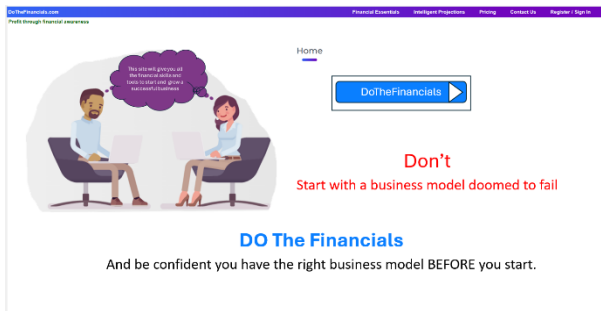 DoTheFinancials.com
Financial Essentials
Intelligent Projections
Pricing
Contact Us
Register / Sign In
Profit through financial awareness
Home
This site will give you all
the financial skills and
tools to start and grow a
successful business
DoTheFinancials
Don't
Start with a business model doomed to fail
DO The Financials
And be confident you have the right business model BEFORE you start.